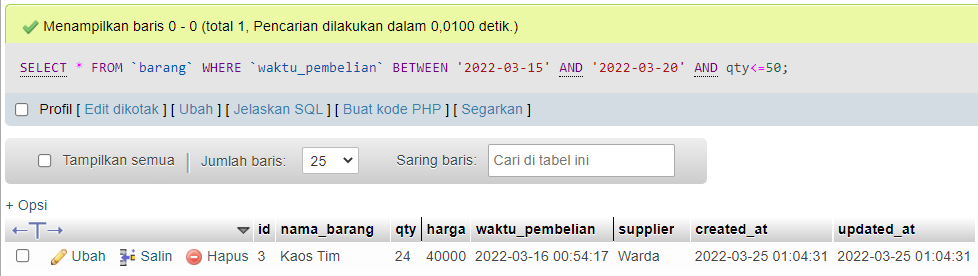 Menampilkan baris 0 - 0 (total 1, Pencarian dilakukan dalam 0,0100 detik.)
SELECT * FROM `barang` WHERE `waktu_pembelian` BETWEEN '2022-03-15' AND '2022-03-20' AND qty<=50;
Profil [ Edit dikotak ] [ Ubah ] [ Jelaskan SQL ] [ Buat kode PHP ] [ Segarkan ]
Tampilkan semua Jumlah baris: 25 Saring baris: Cari di tabel ini
+ Opsi
←T→ id nama_barang qty harga waktu_pembelian supplier created_at updated_at
Ubah Salin Hapus 3 Kaos Tim 24 40000 2022-03-16 00:54:17 Warda 2022-03-25 01:04:31 2022-03-25 01:04:31